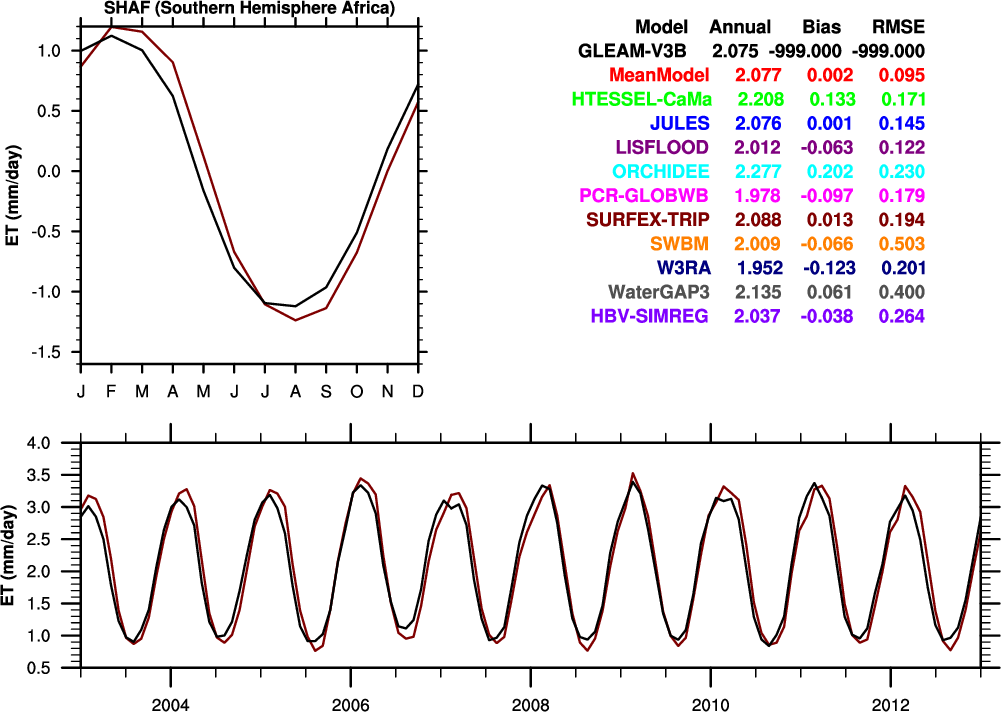 SHAF (Southern Hemisphere Africa)
ET (mm/day)
1.0
0.5
0.0
-0.5
-1.0
-1.5
J F M A M J J A S O N D
Model Annual Bias RMSE
GLEAM-V3B 2.075 -999.000 -999.000
MeanModel 2.077 0.002 0.095
HTESSEL-CaMa 2.208 0.133 0.171
JULES 2.076 0.001 0.145
LISFLOOD 2.012 -0.063 0.122
ORCHIDEE 2.277 0.202 0.230
PCR-GLOBWB 1.978 -0.097 0.179
SURFEX-TRIP 2.088 0.013 0.194
SWBM 2.009 -0.066 0.503
W3RA 1.952 -0.123 0.201
WaterGAP3 2.135 0.061 0.400
HBV-SIMREG 2.037 -0.038 0.264
ET (mm/day)
4.0
3.5
3.0
2.5
2.0
1.5
1.0
0.5
2004 2006 2008 2010 2012